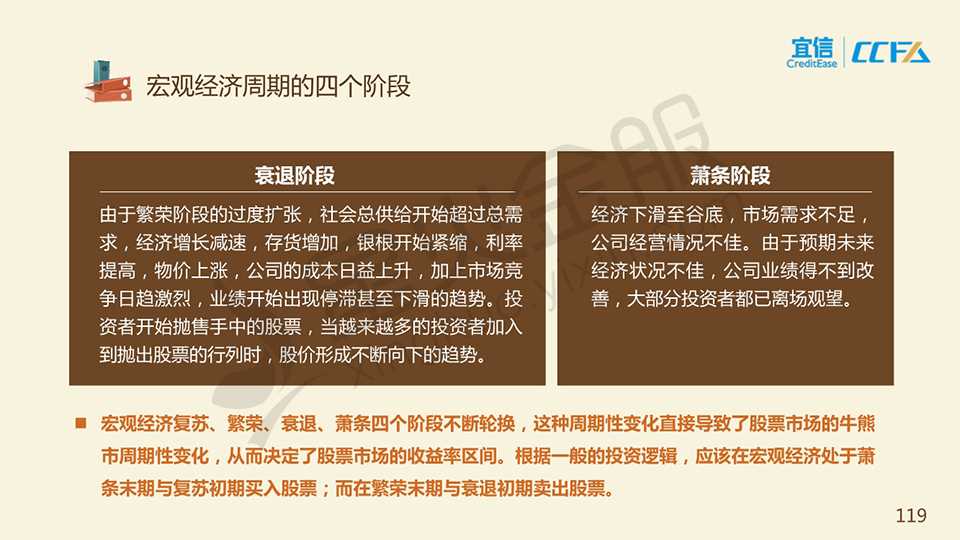 宜信
CreditEase
CCFA
宏观经济周期的四个阶段
衰退阶段
由于繁荣阶段的过度扩张，社会总供给开始超过总需
求，经济增长减速，存货增加，银根开始紧缩，利率
提高，物价上涨，公司的成本日益上升，加上市场竞
争日趋激烈，业绩开始出现停滞甚至下滑的趋势。投
资者开始抛售手中的股票，当越来越多的投资者加入
到抛出股票的行列时，股价形成不断向下的趋势。
萧条阶段
经济下滑至谷底，市场需求不足，
公司经营情况不佳。由于预期未来
经济状况不佳，公司业绩得不到改
善，大部分投资者都已离场观望。
宏观经济复苏、繁荣、衰退、萧条四个阶段不断轮换，这种周期性变化直接导致了股票市场的牛熊
市周期性变化，从而决定了股票市场的收益率区间。根据一般的投资逻辑，应该在宏观经济处于萧
条末期与复苏初期买入股票；而在繁荣末期与衰退初期卖出股票。
119